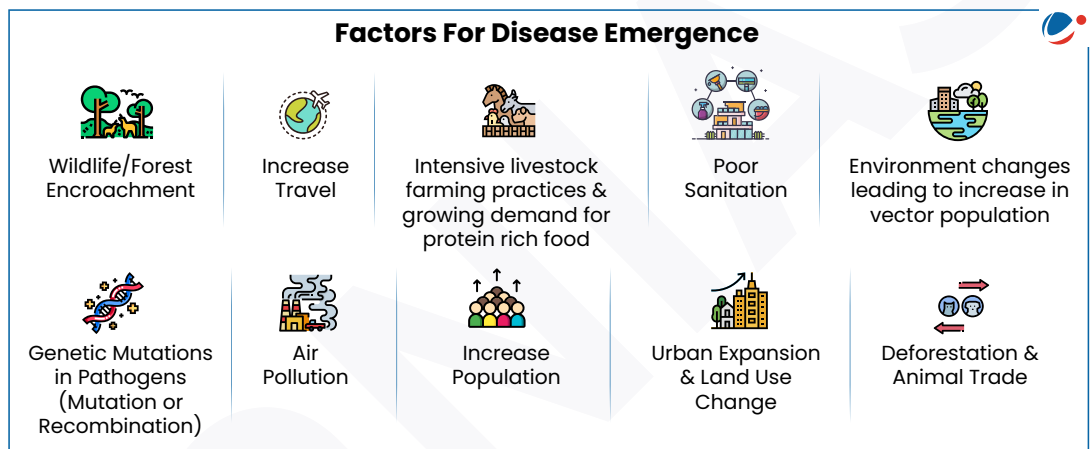 Factors For Disease Emergence
Wildlife/Forest
Encroachment
Increase
Travel
Intensive livestock
farming practices &
growing demand for
protein rich food
Poor
Sanitation
Environment changes
leading to increase in
vector population
Genetic Mutations
in Pathogens
(Mutation or
Recombination)
Air
Pollution
Increase
Population
Urban Expansion
& Land Use
Change
Deforestation &
Animal Trade